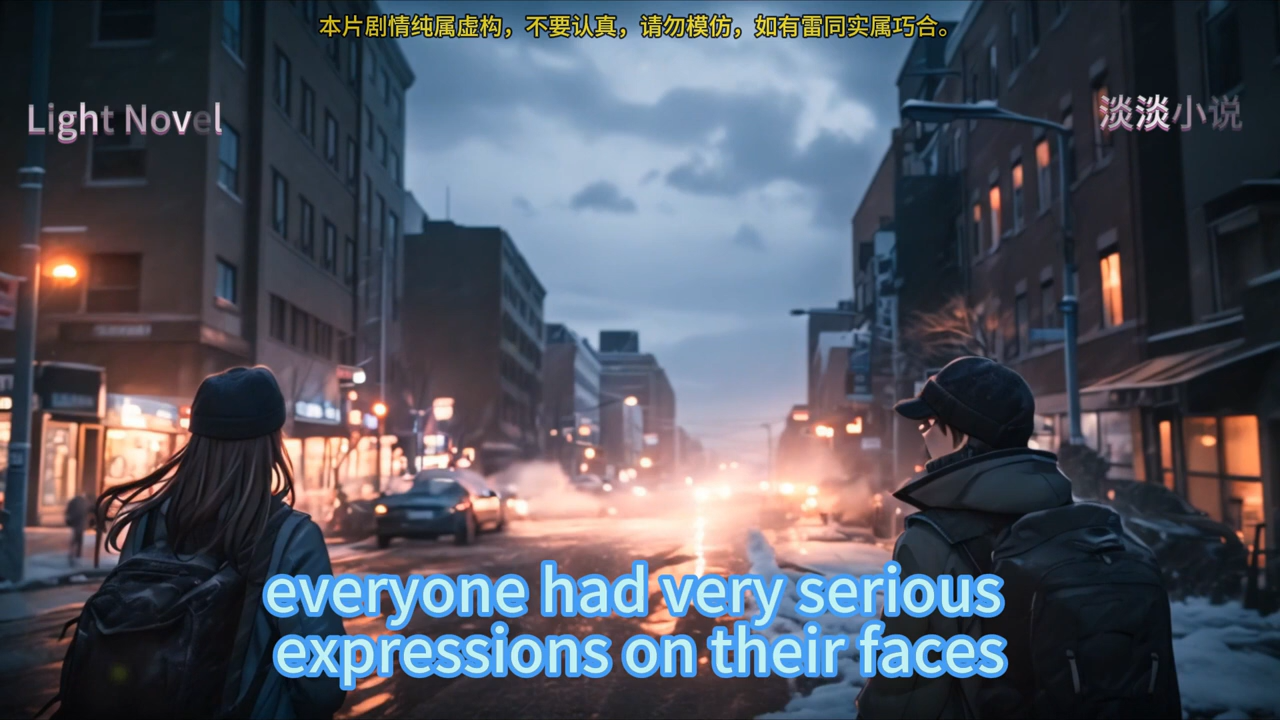 本片剧情纯属虚构，不要认真，请勿模仿，如有雷同实属巧合。
Light Novel
淡淡小说
everyone had very serious
expressions on their faces